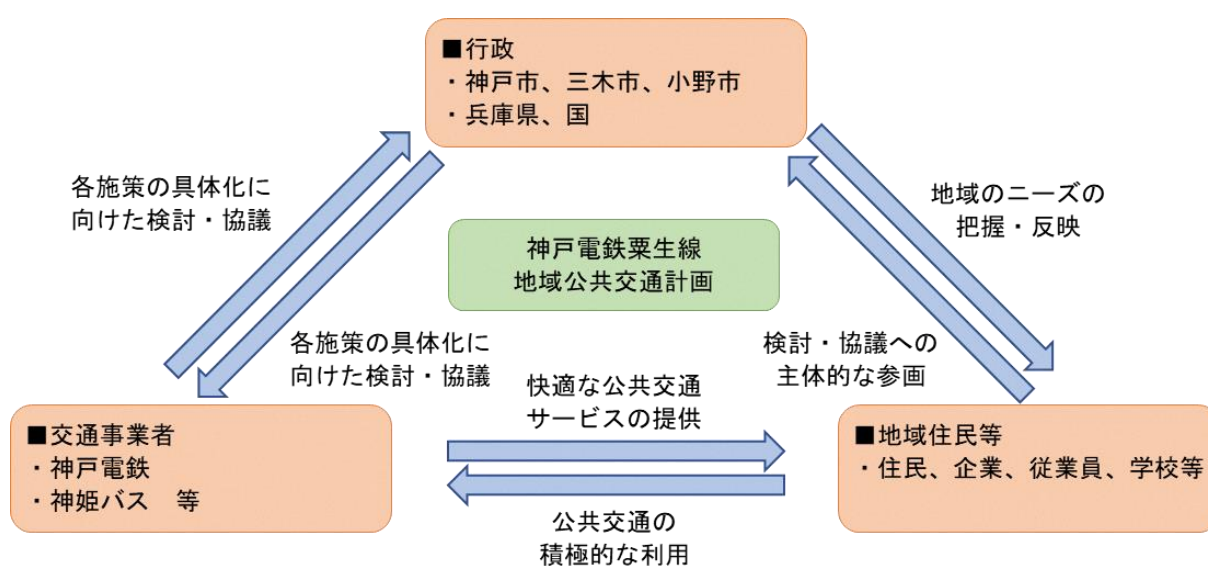 ■行政
・神戸市、三木市、小野市
・兵庫県、国
各施策の具体化に
向けた検討・協議
地域のニーズの
把握・反映
神戸電鉄粟生線
地域公共交通計画
各施策の具体化に
向けた検討・協議
検討・協議への
主体的な参画
快適な公共交通
サービスの提供
■交通事業者
・神戸電鉄
・神姫バス　等
■地域住民等
・住民、企業、従業員、学校等
公共交通の
積極的な利用